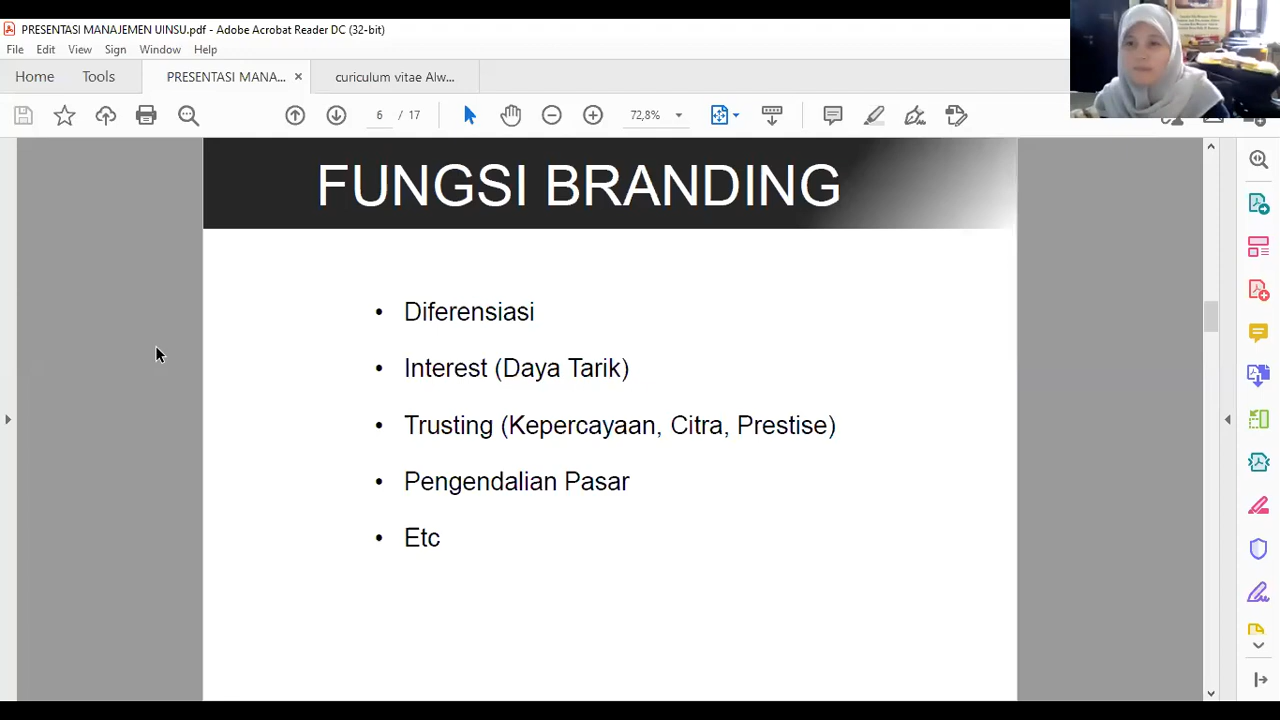 PRESENTASI MANAJEMEN UINSU.pdf - Adobe Acrobat Reader DC (32-bit)
File Edit View Sign Window Help
Home Tools PRESENTASI MANA... × curiculum vitae Alw...
6 / 17 72,8%
FUNGSI BRANDING
• Diferensiasi
• Interest (Daya Tarik)
• Trusting (Kepercayaan, Citra, Prestise)
• Pengendalian Pasar
• Etc